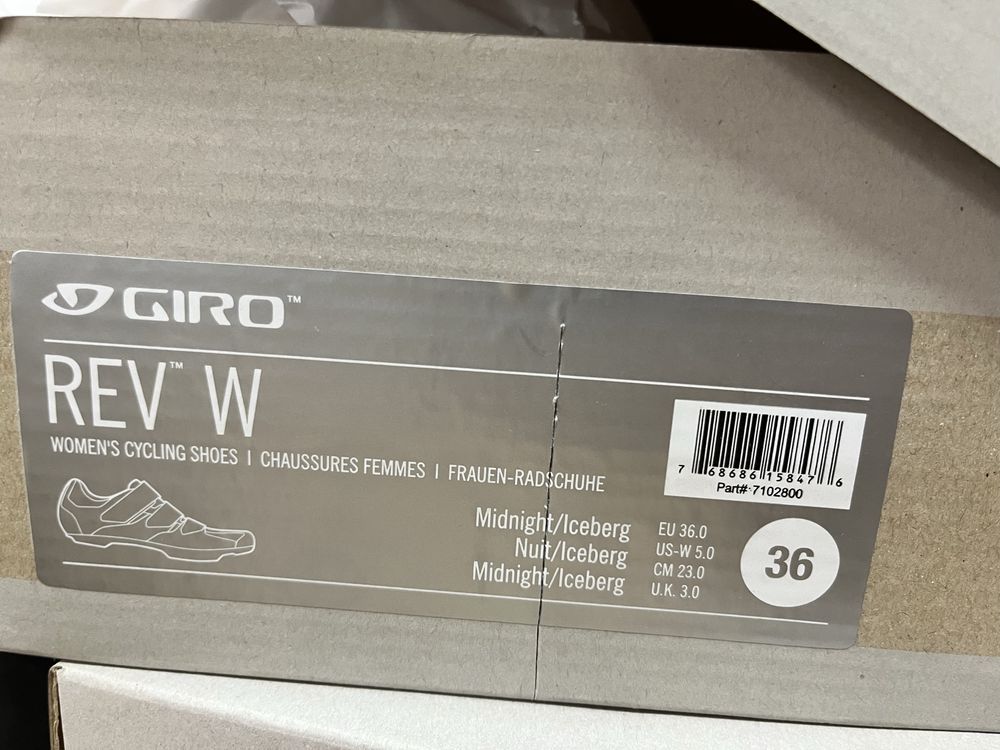 GIRO™
REV™ W
WOMEN'S CYCLING SHOES | CHAUSSURES FEMMES | FRAUEN-RADSCHUHE
7 68686 15847 6
Part# 7102800
Midnight/Iceberg
Nuit/Iceberg
Midnight/Iceberg
EU 36.0
US-W 5.0
CM 23.0
U.K. 3.0
36